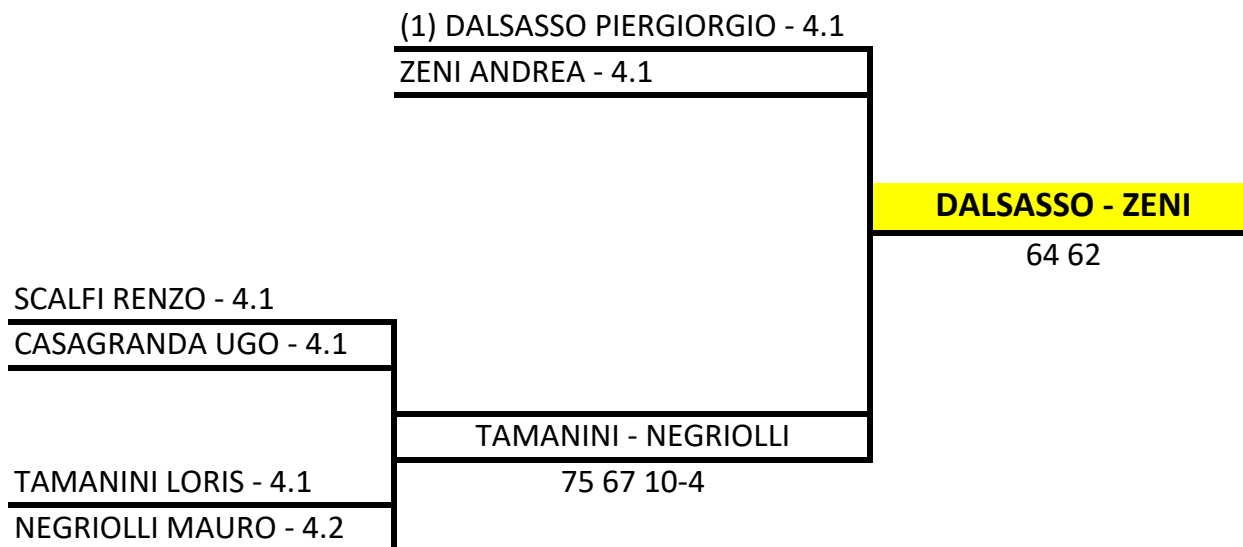 (1) DALSASSO PIERGIORGIO - 4.1
ZENI ANDREA - 4.1
DALSASSO - ZENI
64 62
SCALFI RENZO - 4.1
CASAGRANDA UGO - 4.1
TAMANINI - NEGRIOLLI
75 67 10-4
TAMANINI LORIS - 4.1
NEGRIOLLI MAURO - 4.2